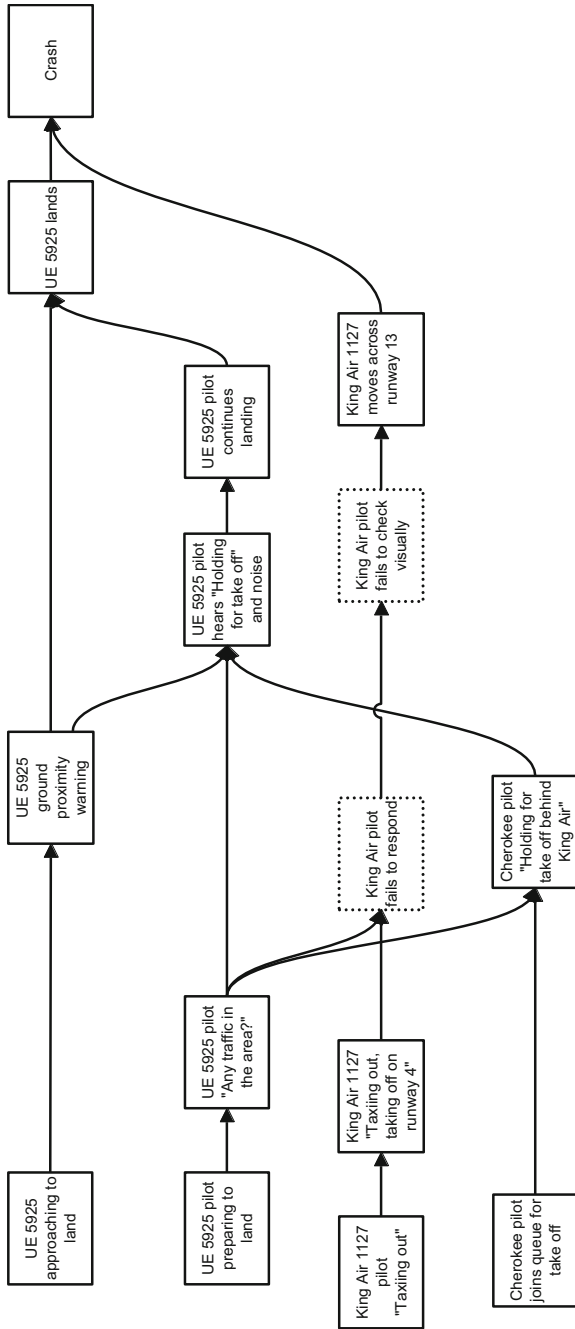 UE 5925
approaching to
land
UE 5925
ground
proximity
warning
UE 5925 lands
Crash
UE 5925 pilot
preparing to
land
UE 5925 pilot
"Any traffic in
the area?"
UE 5925 pilot
hears "Holding
for take off"
and noise
UE 5925 pilot
continues
landing
King Air 1127
pilot
"Taxiing out"
King Air 1127
"Taxiing out,
taking off on
runway 4"
King Air pilot
fails to respond
King Air pilot
fails to check
visually
King Air 1127
moves across
runway 13
Cherokee pilot
joins queue for
take off
Cherokee pilot
"Holding for
take off behind
King Air"